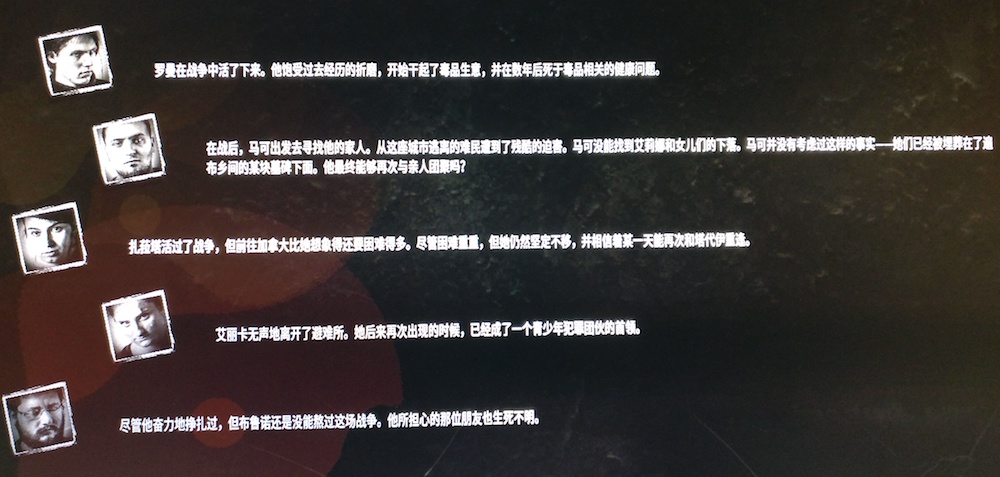 罗曼在战争中活了下来。他饱受过去经历的折磨，开始干起了毒品生意，并在数年后死于毒品相关的健康问题。
在战后，马可出发去寻找他的家人。从这座城市逃离的难民遭到了残酷的迫害。马可没能找到艾莉娜和女儿们的下落。马可并没有考虑过这样的事实——她们已经被埋葬在了迪
布乡间的某块墓碑下面。他最终能够再次与亲人团聚吗？
扎菈塔活过了战争，但前往加拿大比她想象得还要困难得多。尽管困难重重，但她仍然坚定不移，并相信着某一天能再次和塔代伊重逢。
艾丽卡无声地离开了避难所。她后来再次出现的时候，已经成了一个青少年犯罪团伙的首领。
尽管他奋力地挣扎过，但布鲁诺还是没能熬过这场战争。他所担心的那位朋友也生死不明。